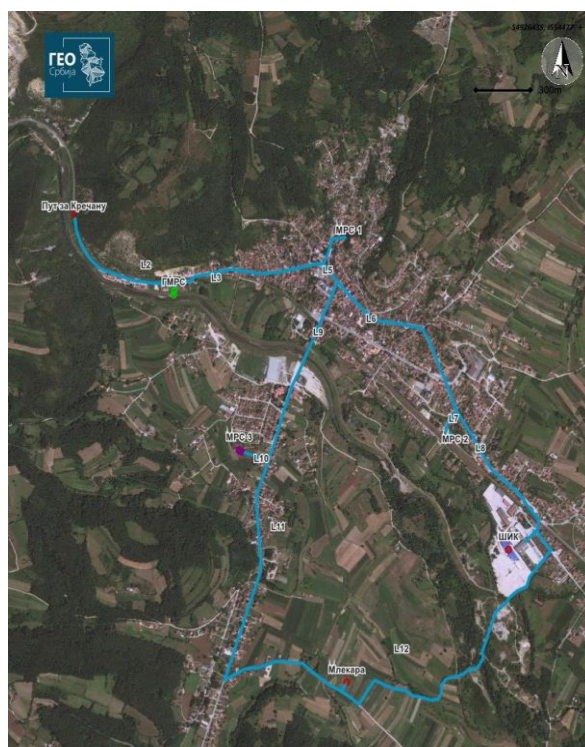 ГЕО
Србија
300m
Пут за Кречану
МРС 1
L2
ГМРС
L3
L5
L6
L9
L7
МРС 2
МРС 3
L10
L8
L11
ШИК
L12
Млекара